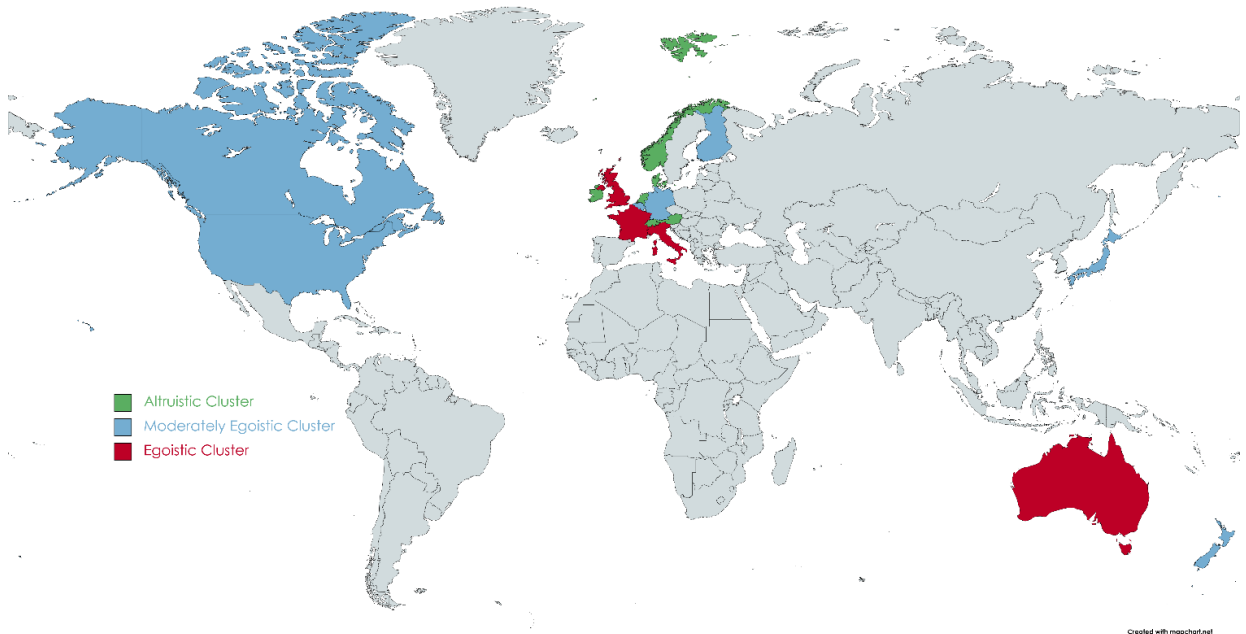 Altruistic Cluster
Moderately Egoistic Cluster
Egoistic Cluster
Created with mapchart.net